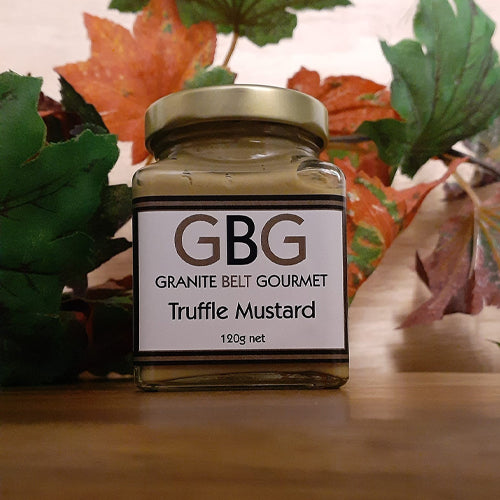 GBG
GRANITE BELT GOURMET
Truffle Mustard
120g net